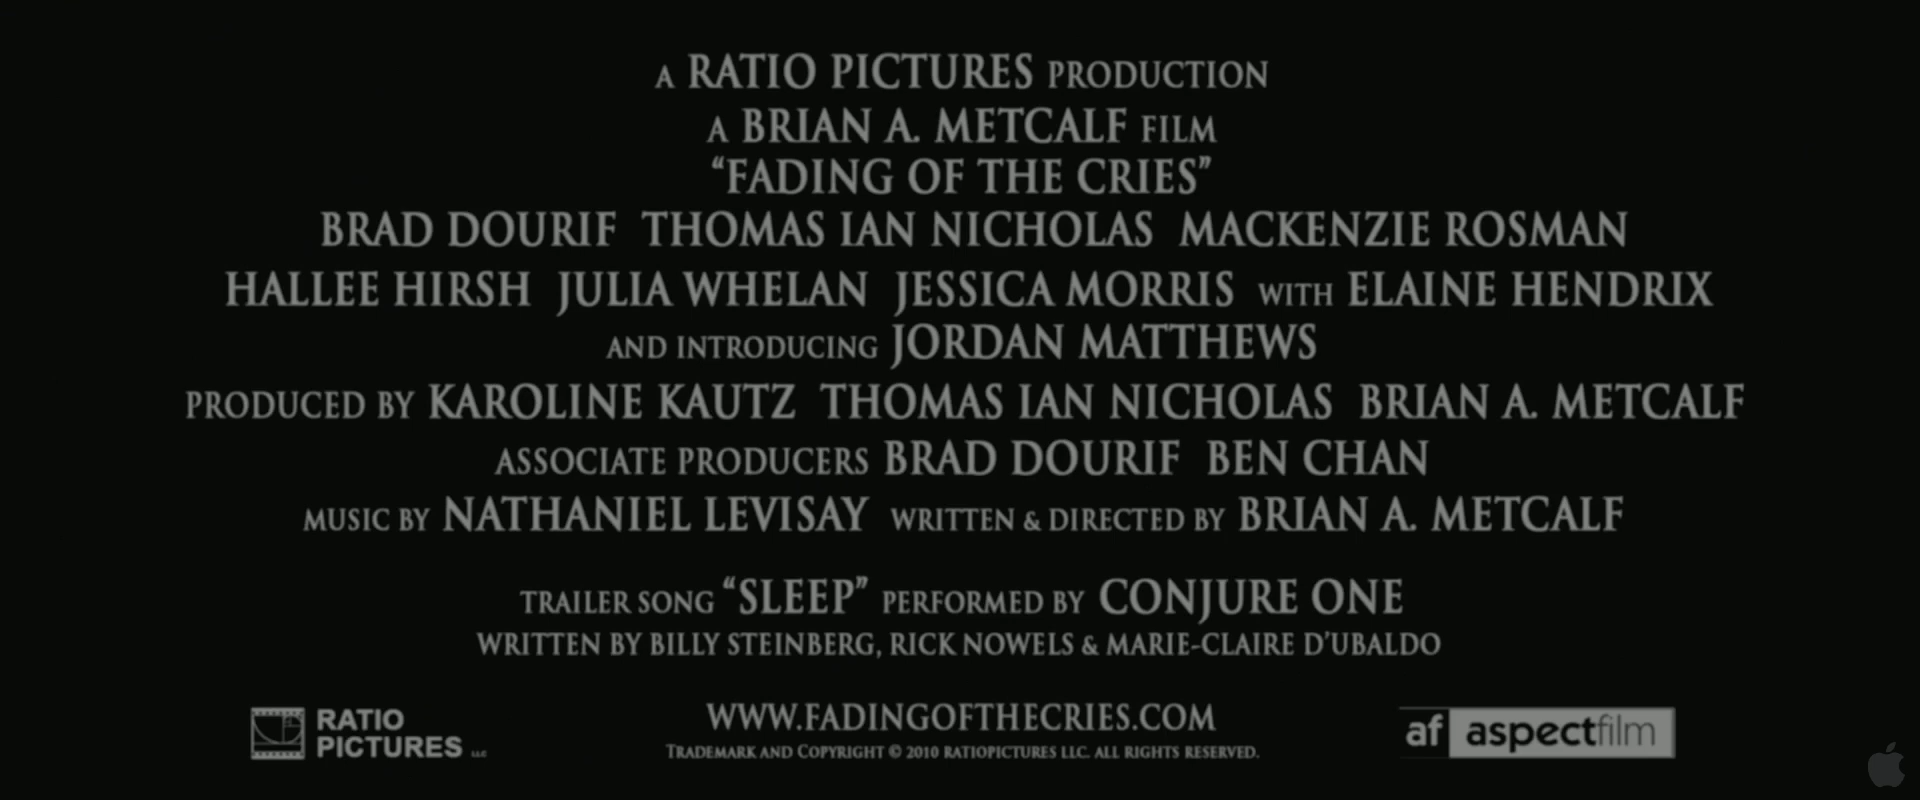 A RATIO PICTURES PRODUCTION
A BRIAN A. METCALF FILM
“FADING OF THE CRIES”
BRAD DOURIF THOMAS IAN NICHOLAS MACKENZIE ROSMAN
HALLEE HIRSH JULIA WHELAN JESSICA MORRIS WITH ELAINE HENDRIX
AND INTRODUCING JORDAN MATTHEWS
PRODUCED BY KAROLINE KAUTZ THOMAS IAN NICHOLAS BRIAN A. METCALF
ASSOCIATE PRODUCERS BRAD DOURIF BEN CHAN
MUSIC BY NATHANIEL LEVISAY WRITTEN & DIRECTED BY BRIAN A. METCALF
TRAILER SONG “SLEEP” PERFORMED BY CONJURE ONE
WRITTEN BY BILLY STEINBERG, RICK NOWELS & MARIE-CLAIRE D’UBALDO
RATIO
PICTURES LLC
WWW.FADINGOFTHECRIES.COM
TRADEMARK AND COPYRIGHT © 2010 RATIOPICTURES LLC. ALL RIGHTS RESERVED.
af aspectfilm